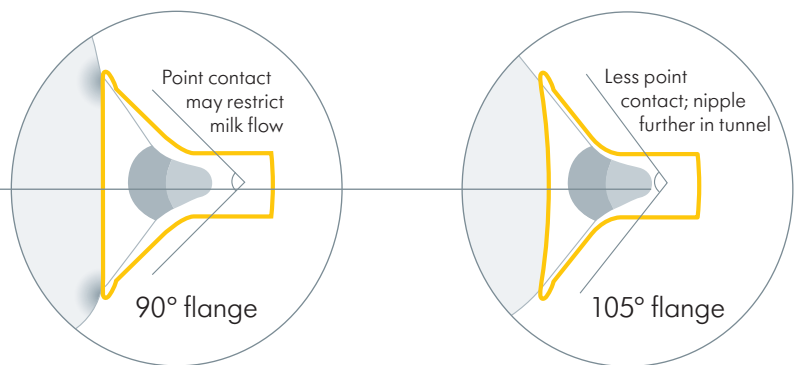 Point contact
may restrict
milk flow
90° flange
Less point
contact; nipple
further in tunnel
105° flange